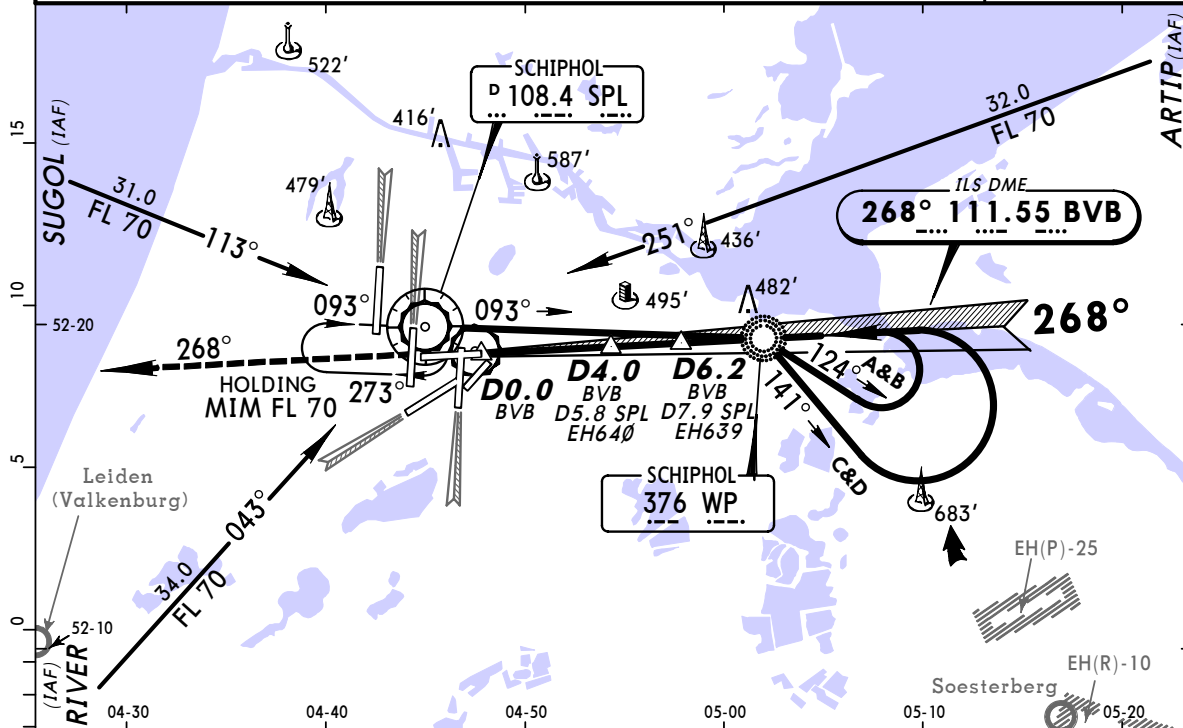 522'
SCHIPHOL
D 108.4 SPL
ARTIP (IAF)
32.0
FL 70
15
416'
587'
SUGOL (IAF)
479'
ILS DME
268° 111.55 BVB
31.0
FL 70
113°
251°
436'
482'
495'
10
093°
093°
268°
52-20
268°
HOLDING
MIM FL 70
273°
D0.0
BVB
D4.0
BVB
D5.8 SPL
EH64Ø
D6.2
BVB
D7.9 SPL
EH639
124°
A&B
141°
C&D
5
Leiden
(Valkenburg)
SCHIPHOL
376 WP
683'
043°
34.0
FL 70
EH(P)-25
0
52-10
RIVER
(IAF)
EH(R)-10
Soesterberg
04-30
04-40
04-50
05-00
05-10
05-20